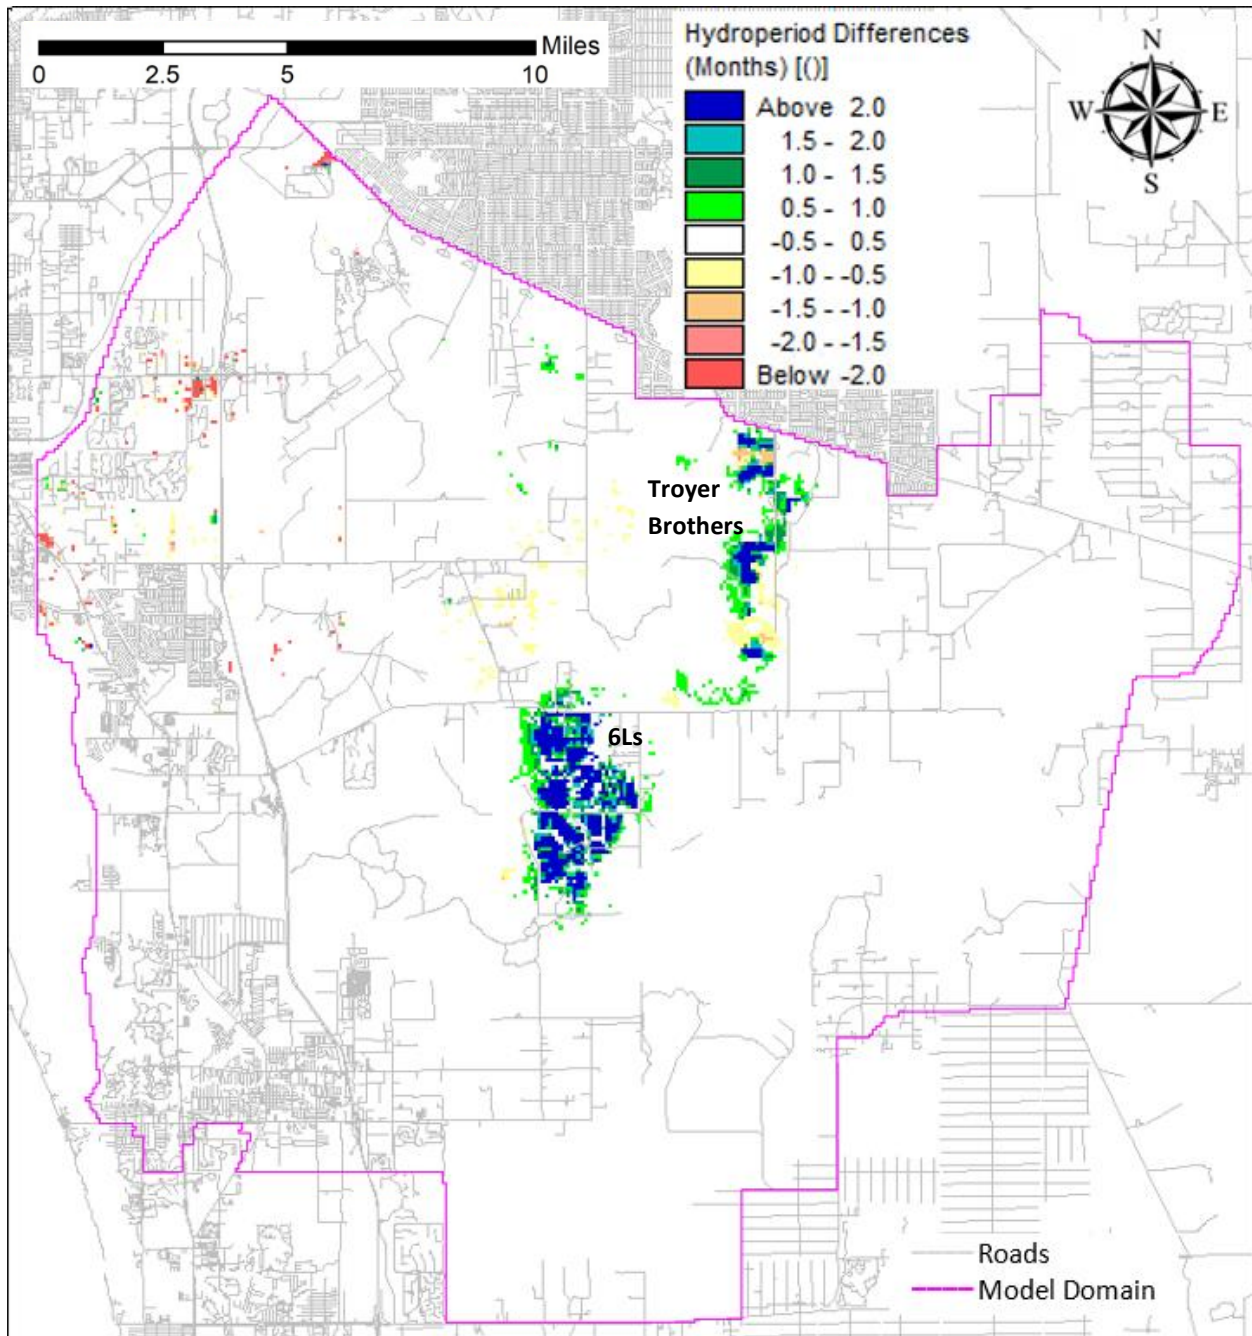 Miles
0 2.5 5 10
Hydroperiod Differences
(Months) [()]
Above 2.0
1.5 - 2.0
1.0 - 1.5
0.5 - 1.0
-0.5 - 0.5
-1.0 - -0.5
-1.5 - -1.0
-2.0 - -1.5
Below -2.0
N
W E
S
Troyer
Brothers
6Ls
Roads
Model Domain